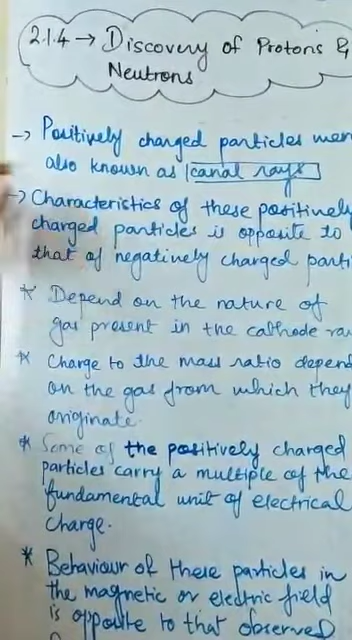 2.1.4 → Discovery of Protons &
Neutrons
→ Positively charged particles were
also known as canal rays
→ Characteristics of these positively
charged particles is opposite to
that of negatively charged parti
* Depend on the nature of
gas present in the cathode ra
* Charge to the mass ratio depend
on the gas from which they
originate.
* Some of the positively charged
particles carry a multiple of the
fundamental unit of electrical
charge.
* Behaviour of these particles in
the magnetic or electric field
is opposite to that observed